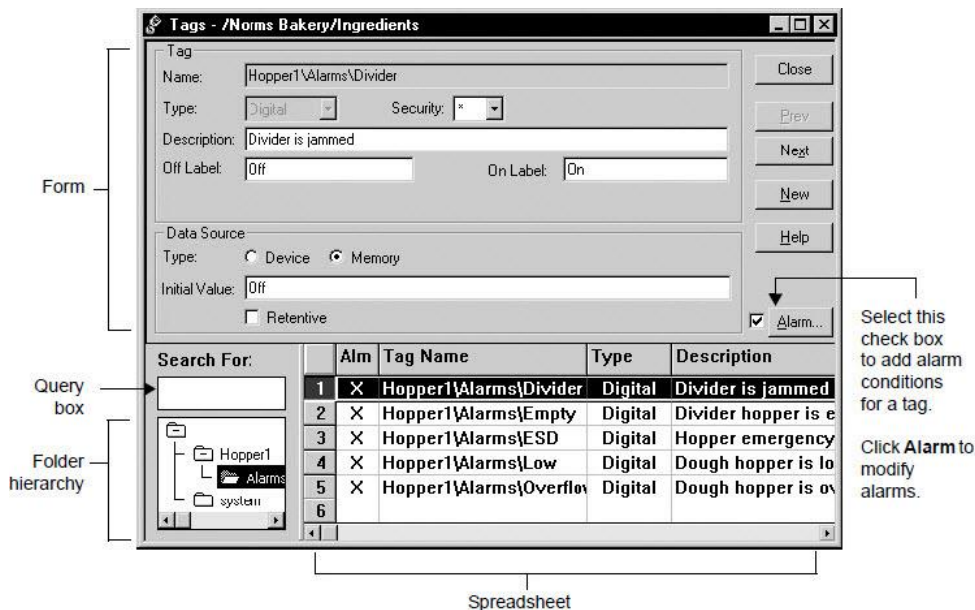 Tags - /Norms Bakery/Ingredients
Tag
Name: Hopper1\Alarms\Divider
Type: Digital Security: *
Description: Divider is jammed
Off Label: Off On Label: On
Data Source
Type: Device Memory
Initial Value: Off
Retentive
Close
Prev
Next
New
Help
Alarm...
Form
Search For:
Query
box
Folder
hierarchy
Hopper1
Alarms
system
Alm Tag Name Type Description
1 X Hopper1\Alarms\Divider Digital Divider is jammed
2 X Hopper1\Alarms\Empty Digital Divider hopper is e
3 X Hopper1\Alarms\ESD Digital Hopper emergency
4 X Hopper1\Alarms\Low Digital Dough hopper is lo
5 X Hopper1\Alarms\Overflow Digital Dough hopper is ov
6
Select this
check box
to add alarm
conditions
for a tag.
Click Alarm to
modify
alarms.
Spreadsheet